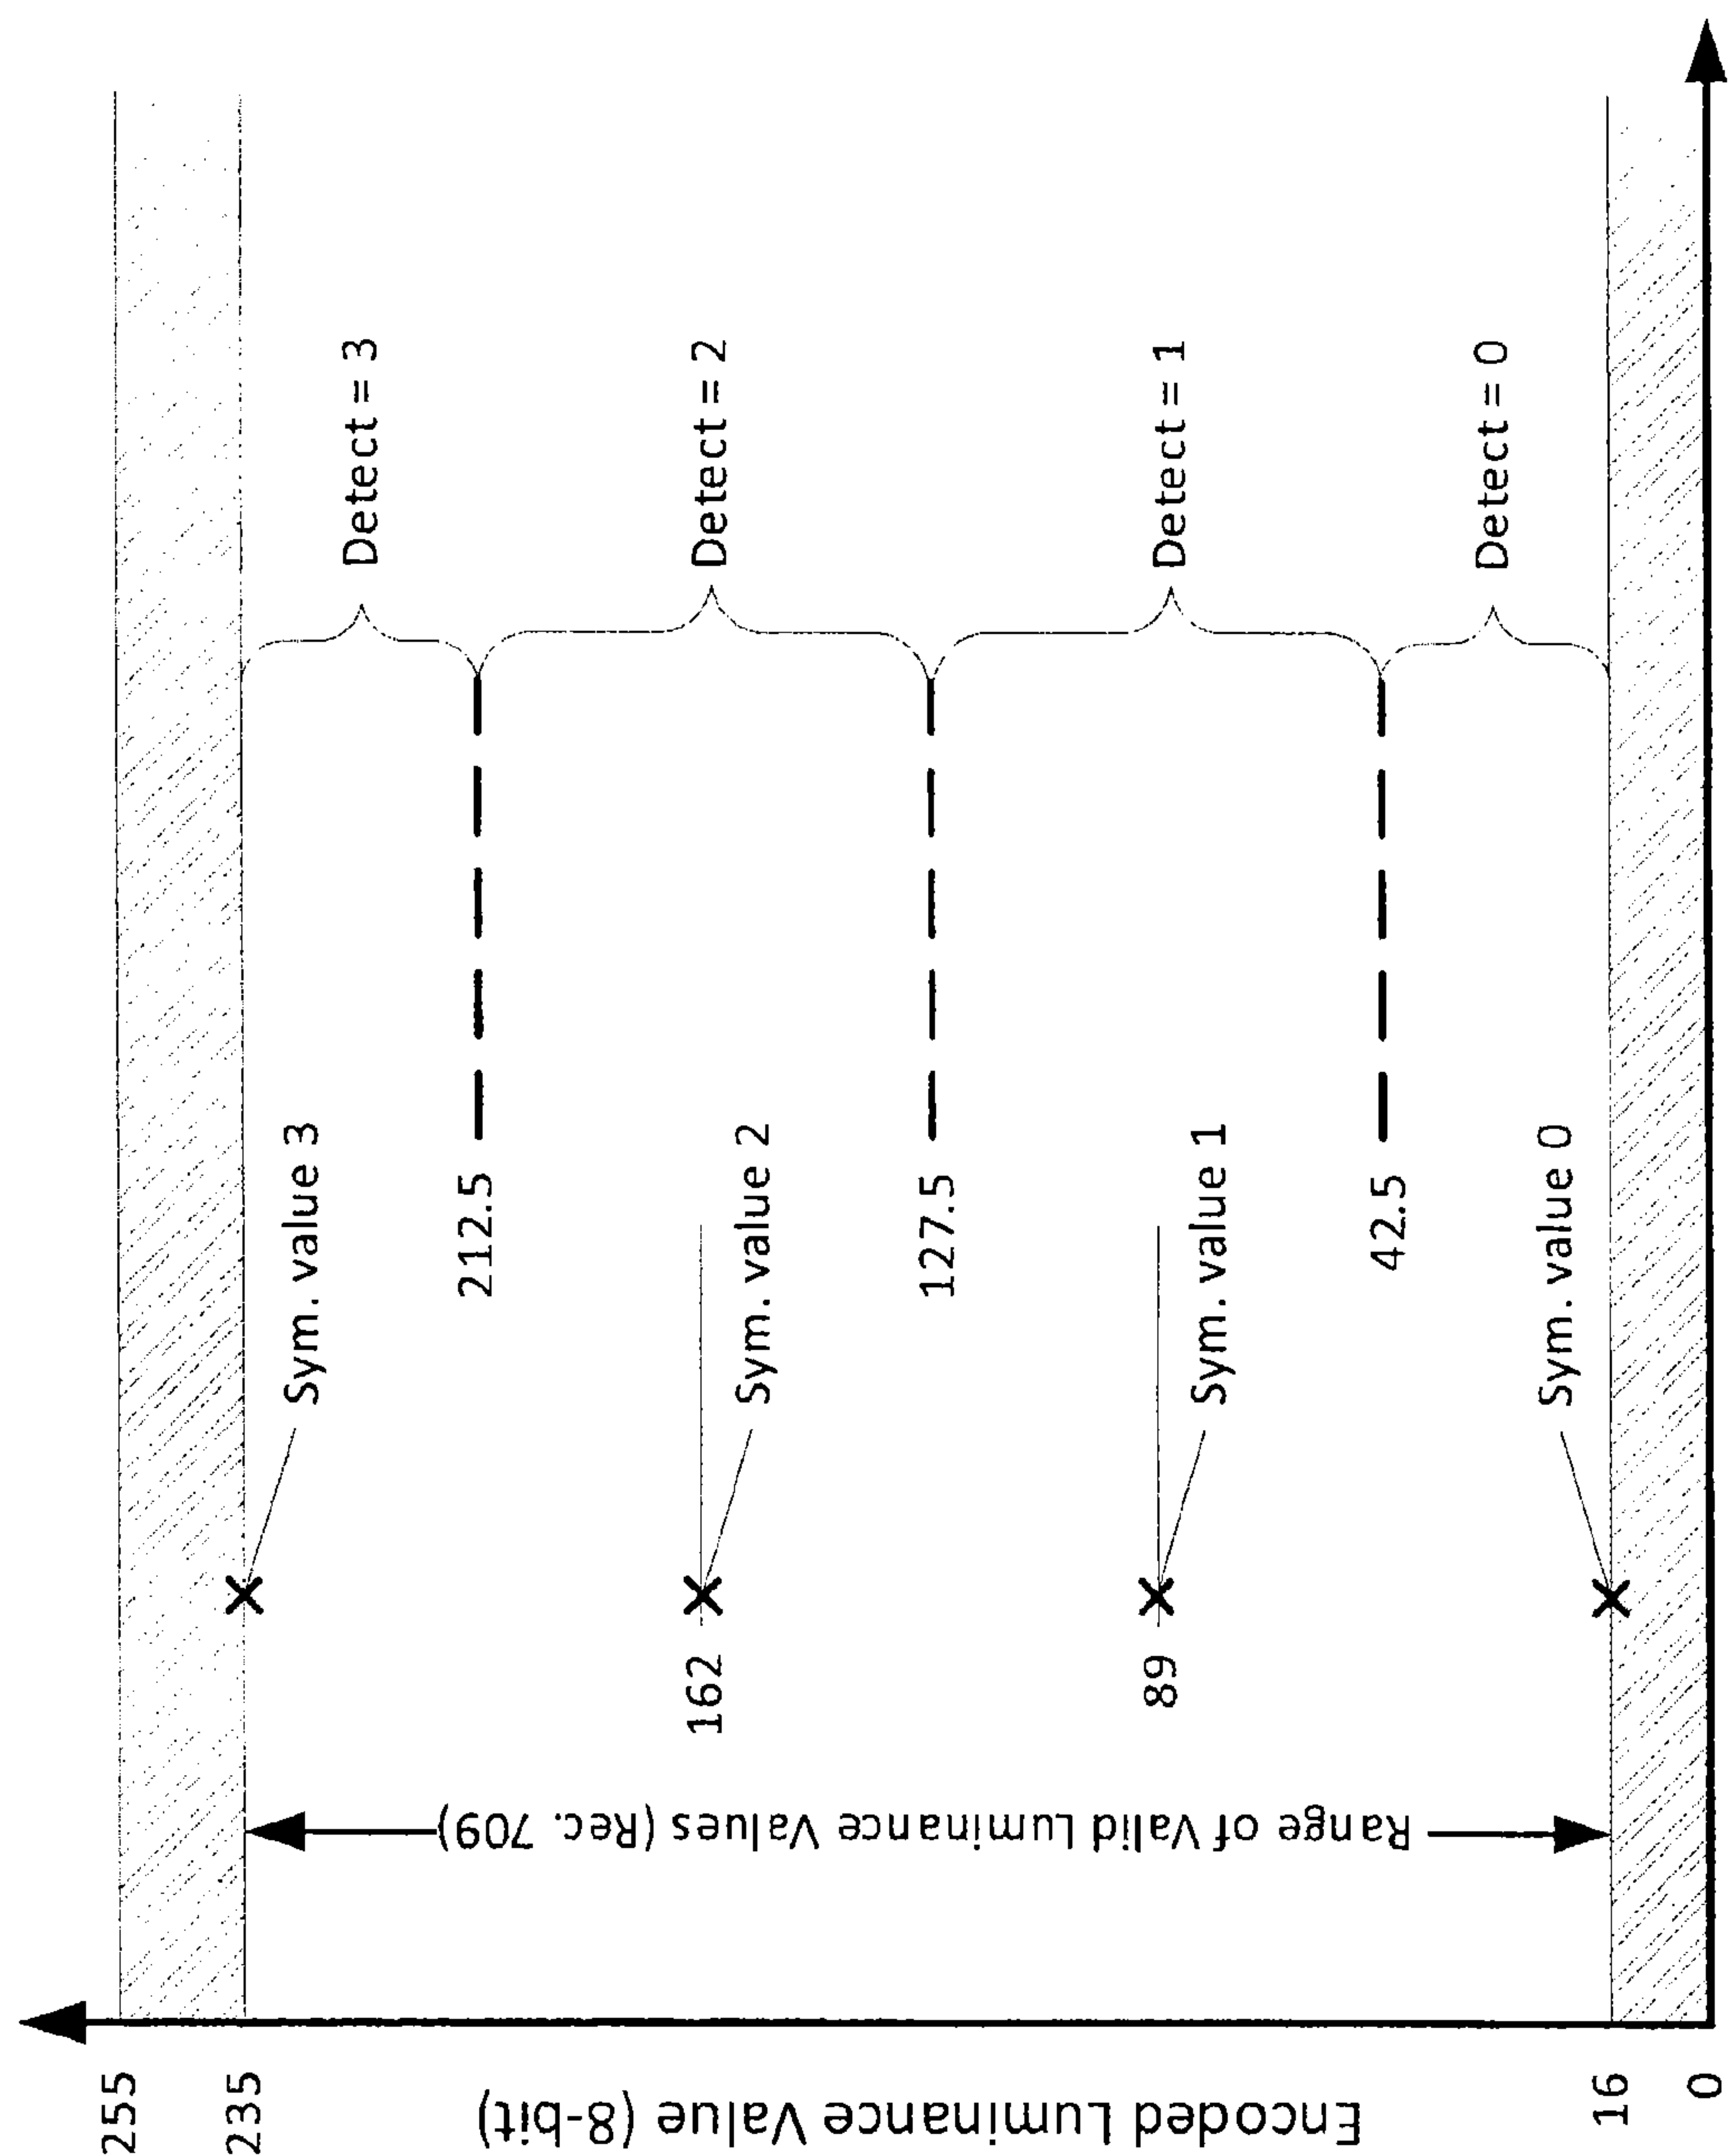 255
235
16
0
Encoded Luminance Value (8-bit)
Range of Valid Luminance Values (Rec. 709)
162
89
Sym. value 3
Sym. value 2
Sym. value 1
Sym. value 0
212.5
127.5
42.5
Detect = 3
Detect = 2
Detect = 1
Detect = 0